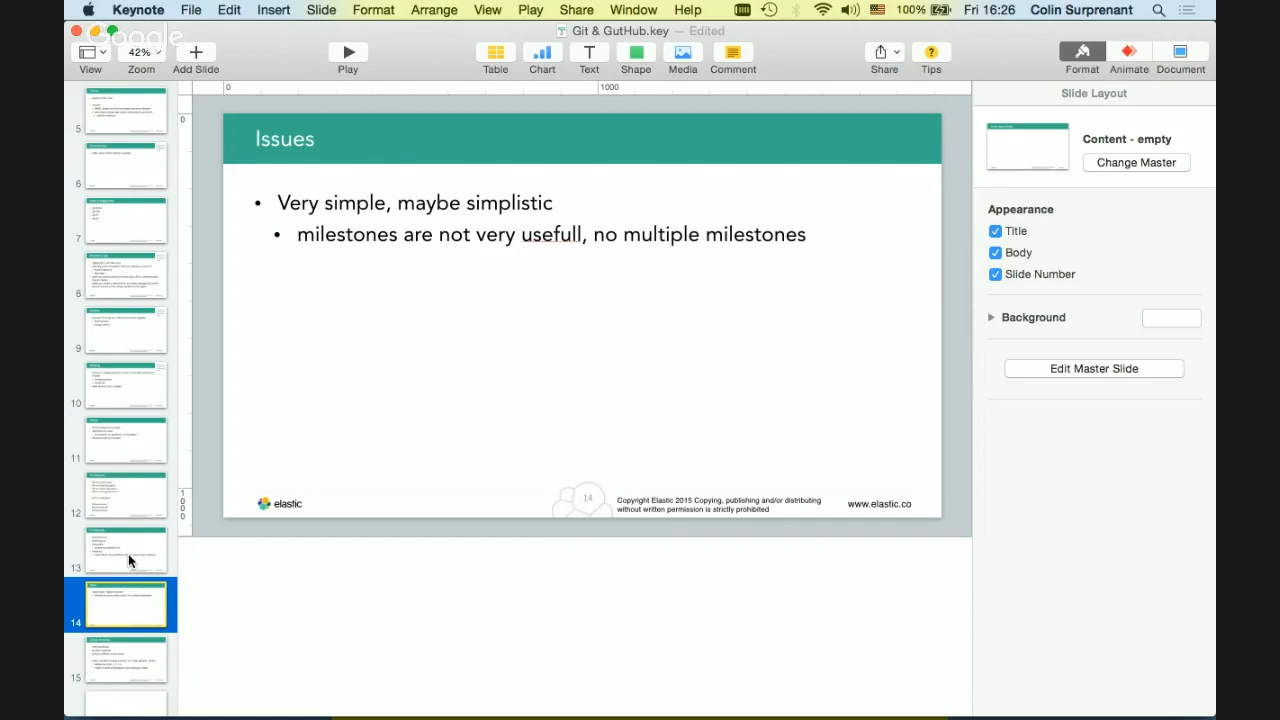 Keynote File Edit Insert Slide Format Arrange View Play Share Window Help 100% Fri 16:26 Colin Surprenant
Google
Git & GutHub.key — Edited
42%
View Zoom Add Slide Play Table Chart Text Shape Media Comment Share Tips Format Animate Document
0 1000
Slide Layout
Content - empty
Change Master
Appearance
Title
Body
Slide Number
Background
Edit Master Slide
0
1000
5
6
7
8
9
10
11
12
13
14
15
Issues
• Very simple, maybe simplistic
• milestones are not very usefull, no multiple milestones
elastic
14
Copyright Elastic 2015 Copying, publishing and/or distributing
without written permission is strictly prohibited
www.elastic.co